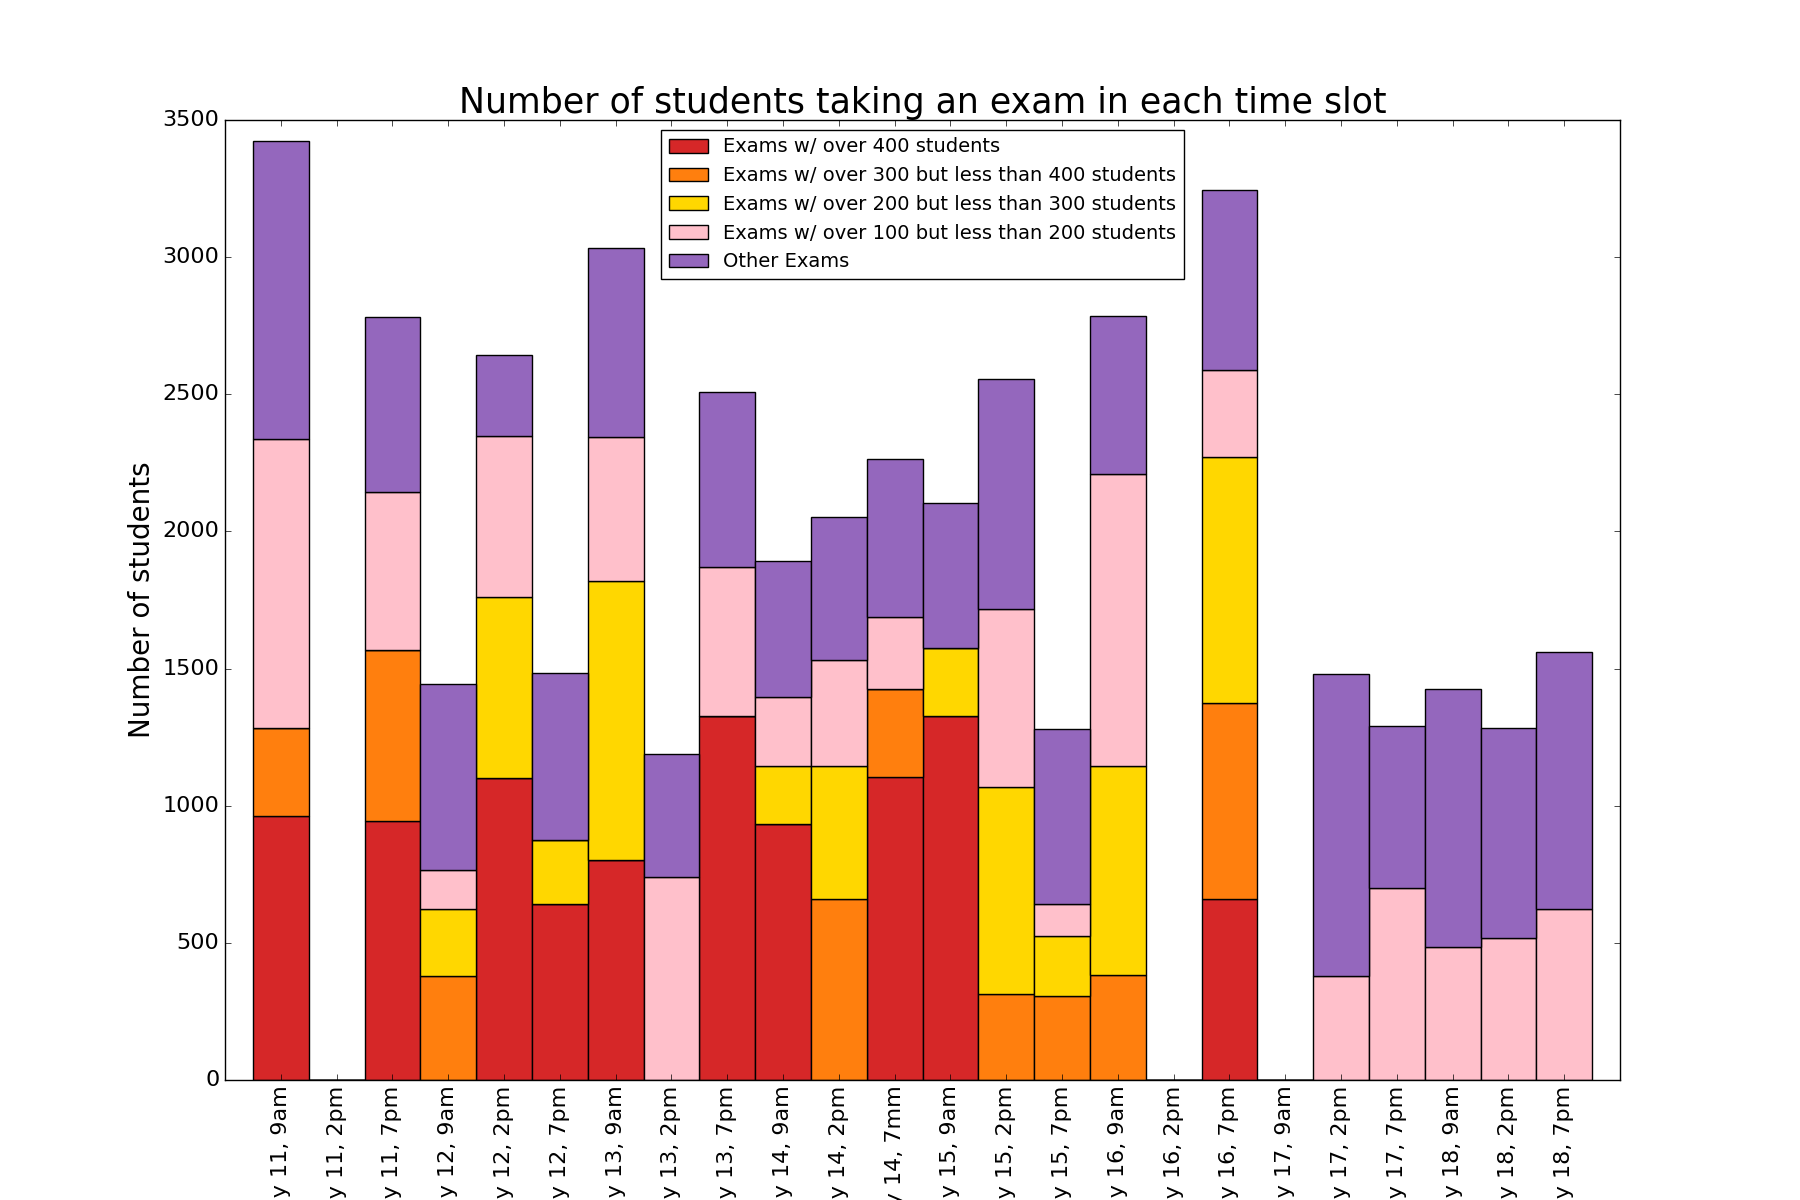 Number of students taking an exam in each time slot
Exams w/ over 400 students
Exams w/ over 300 but less than 400 students
Exams w/ over 200 but less than 300 students
Exams w/ over 100 but less than 200 students
Other Exams
Number of students
3500
3000
2500
2000
1500
1000
500
0
y 11, 9am
y 11, 2pm
y 11, 7pm
y 12, 9am
y 12, 2pm
y 12, 7pm
y 13, 9am
y 13, 2pm
y 13, 7pm
y 14, 9am
y 14, 2pm
y 14, 7mm
y 15, 9am
y 15, 2pm
y 15, 7pm
y 16, 9am
y 16, 2pm
y 16, 7pm
y 17, 9am
y 17, 2pm
y 17, 7pm
y 18, 9am
y 18, 2pm
y 18, 7pm